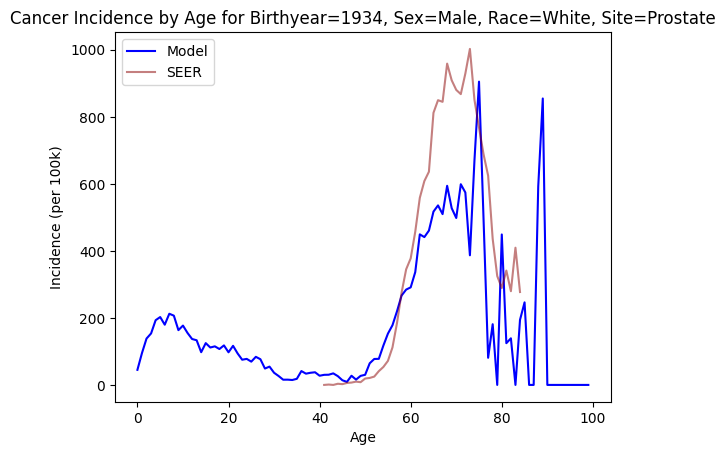 Cancer Incidence by Age for Birthyear=1934, Sex=Male, Race=White, Site=Prostate
Model
SEER
Incidence (per 100k)
1000
800
600
400
200
0
0 20 40 60 80 100
Age